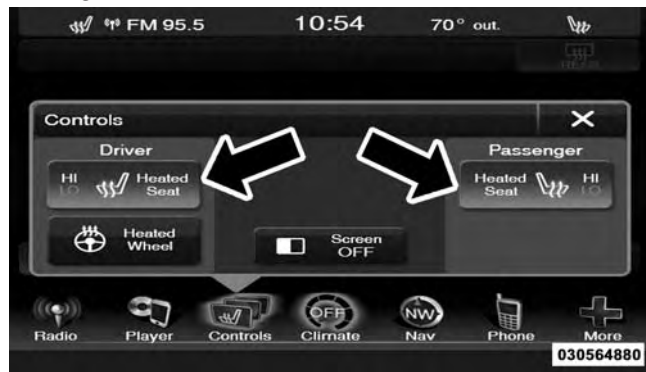 FM 95.5 10:54 70° out.
Controls X
Driver Passenger
HI LO Heated Seat Heated Seat HI LO
Heated Wheel Screen OFF
OFF NW
Radio Player Controls Climate Nav Phone More
030564880